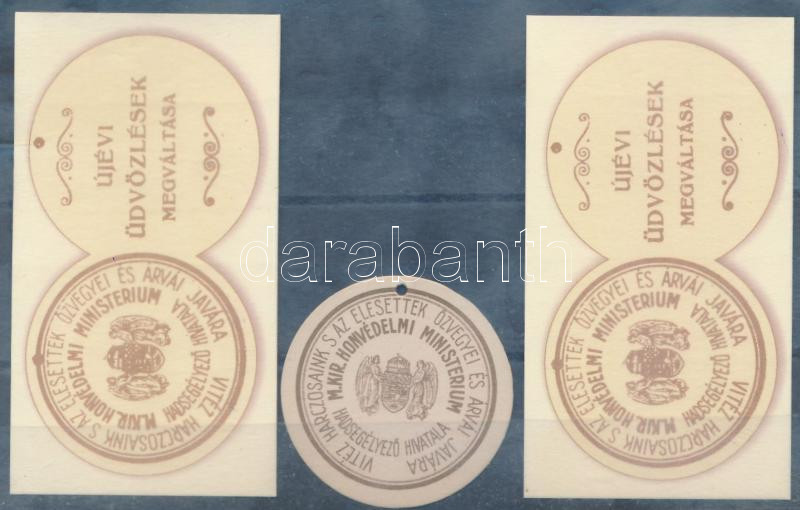 ÚJÉVI
ÜDVÖZLÉSEK
MEGVÁLTÁSA
VITÉZ HARCZOSAINK S AZ ELESETTEK ÖZVEGYEI ÉS ÁRVÁI JAVÁRA
M.KIR. HONVÉDELMI MINISTERIUM
HADSEGÉLYEZŐ HIVATALA
VITÉZ HARCZOSAINK S AZ ELESETTEK ÖZVEGYEI ÉS ÁRVÁI JAVÁRA
M.KIR. HONVÉDELMI MINISTERIUM
HADSEGÉLYEZŐ HIVATALA
ÚJÉVI
ÜDVÖZLÉSEK
MEGVÁLTÁSA
VITÉZ HARCZOSAINK S AZ ELESETTEK ÖZVEGYEI ÉS ÁRVÁI JAVÁRA
M.KIR. HONVÉDELMI MINISTERIUM
HADSEGÉLYEZŐ HIVATALA
darabanth